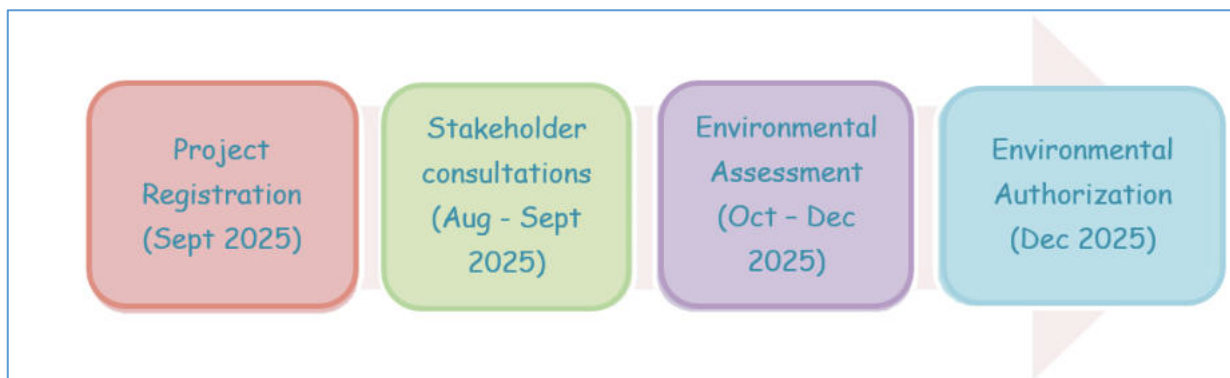 Project
Registration
(Sept 2025)
Stakeholder
consultations
(Aug - Sept
2025)
Environmental
Assessment
(Oct – Dec
2025)
Environmental
Authorization
(Dec 2025)